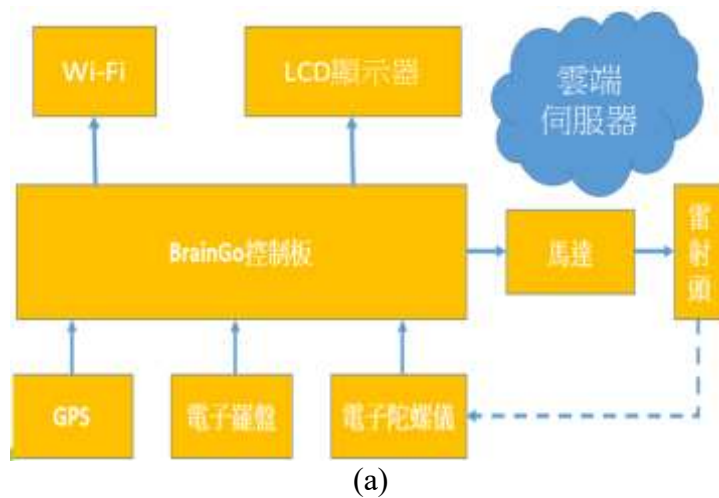 Wi-Fi
LCD顯示器
雲端
伺服器
BrainGo控制板
馬達
雷
射
頭
GPS
電子羅盤
電子陀螺儀
(a)